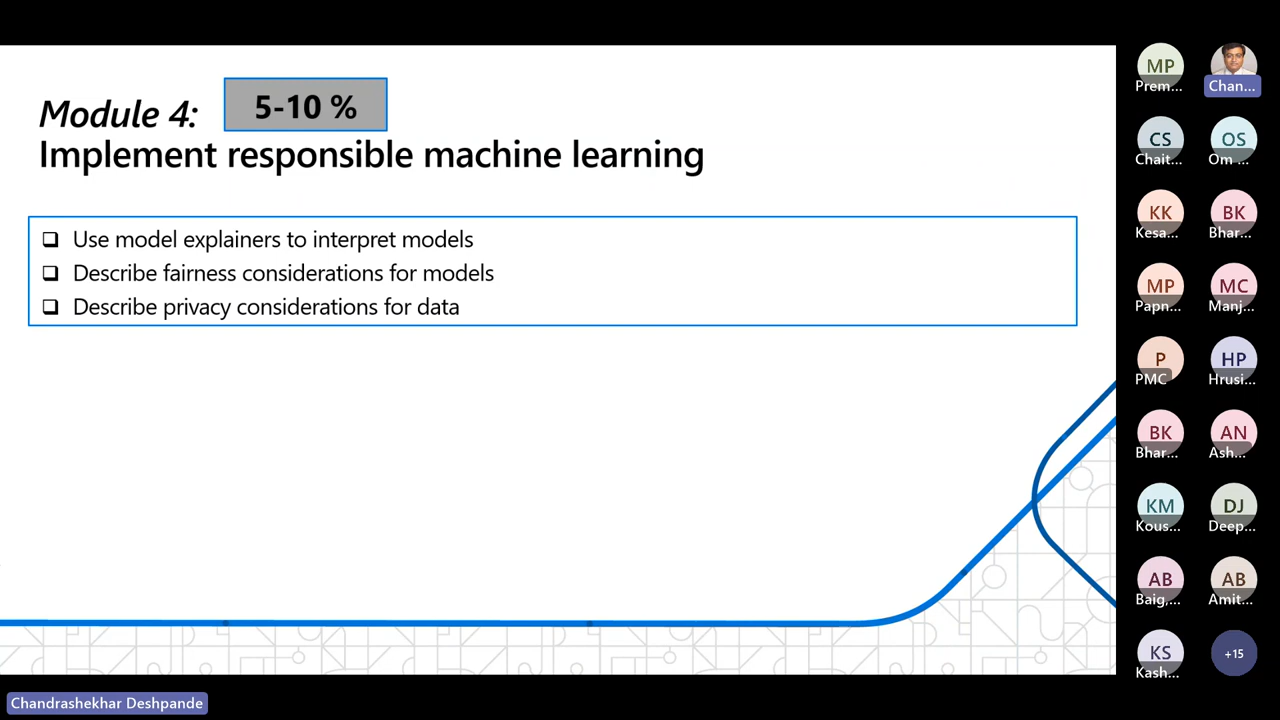 Module 4:
5-10 %
Implement responsible machine learning
Use model explainers to interpret models
Describe fairness considerations for models
Describe privacy considerations for data
MP
Prem...
Chan...
CS
Chait...
OS
Om ...
KK
Kesa...
BK
Bhar...
MP
Papn...
MC
Manj...
P
PMC
HP
Hrusi...
BK
Bhar...
AN
Ash...
KM
Kous...
DJ
Deep...
AB
Baig,...
AB
Amit...
KS
Kash...
+15
Chandrashekhar Deshpande